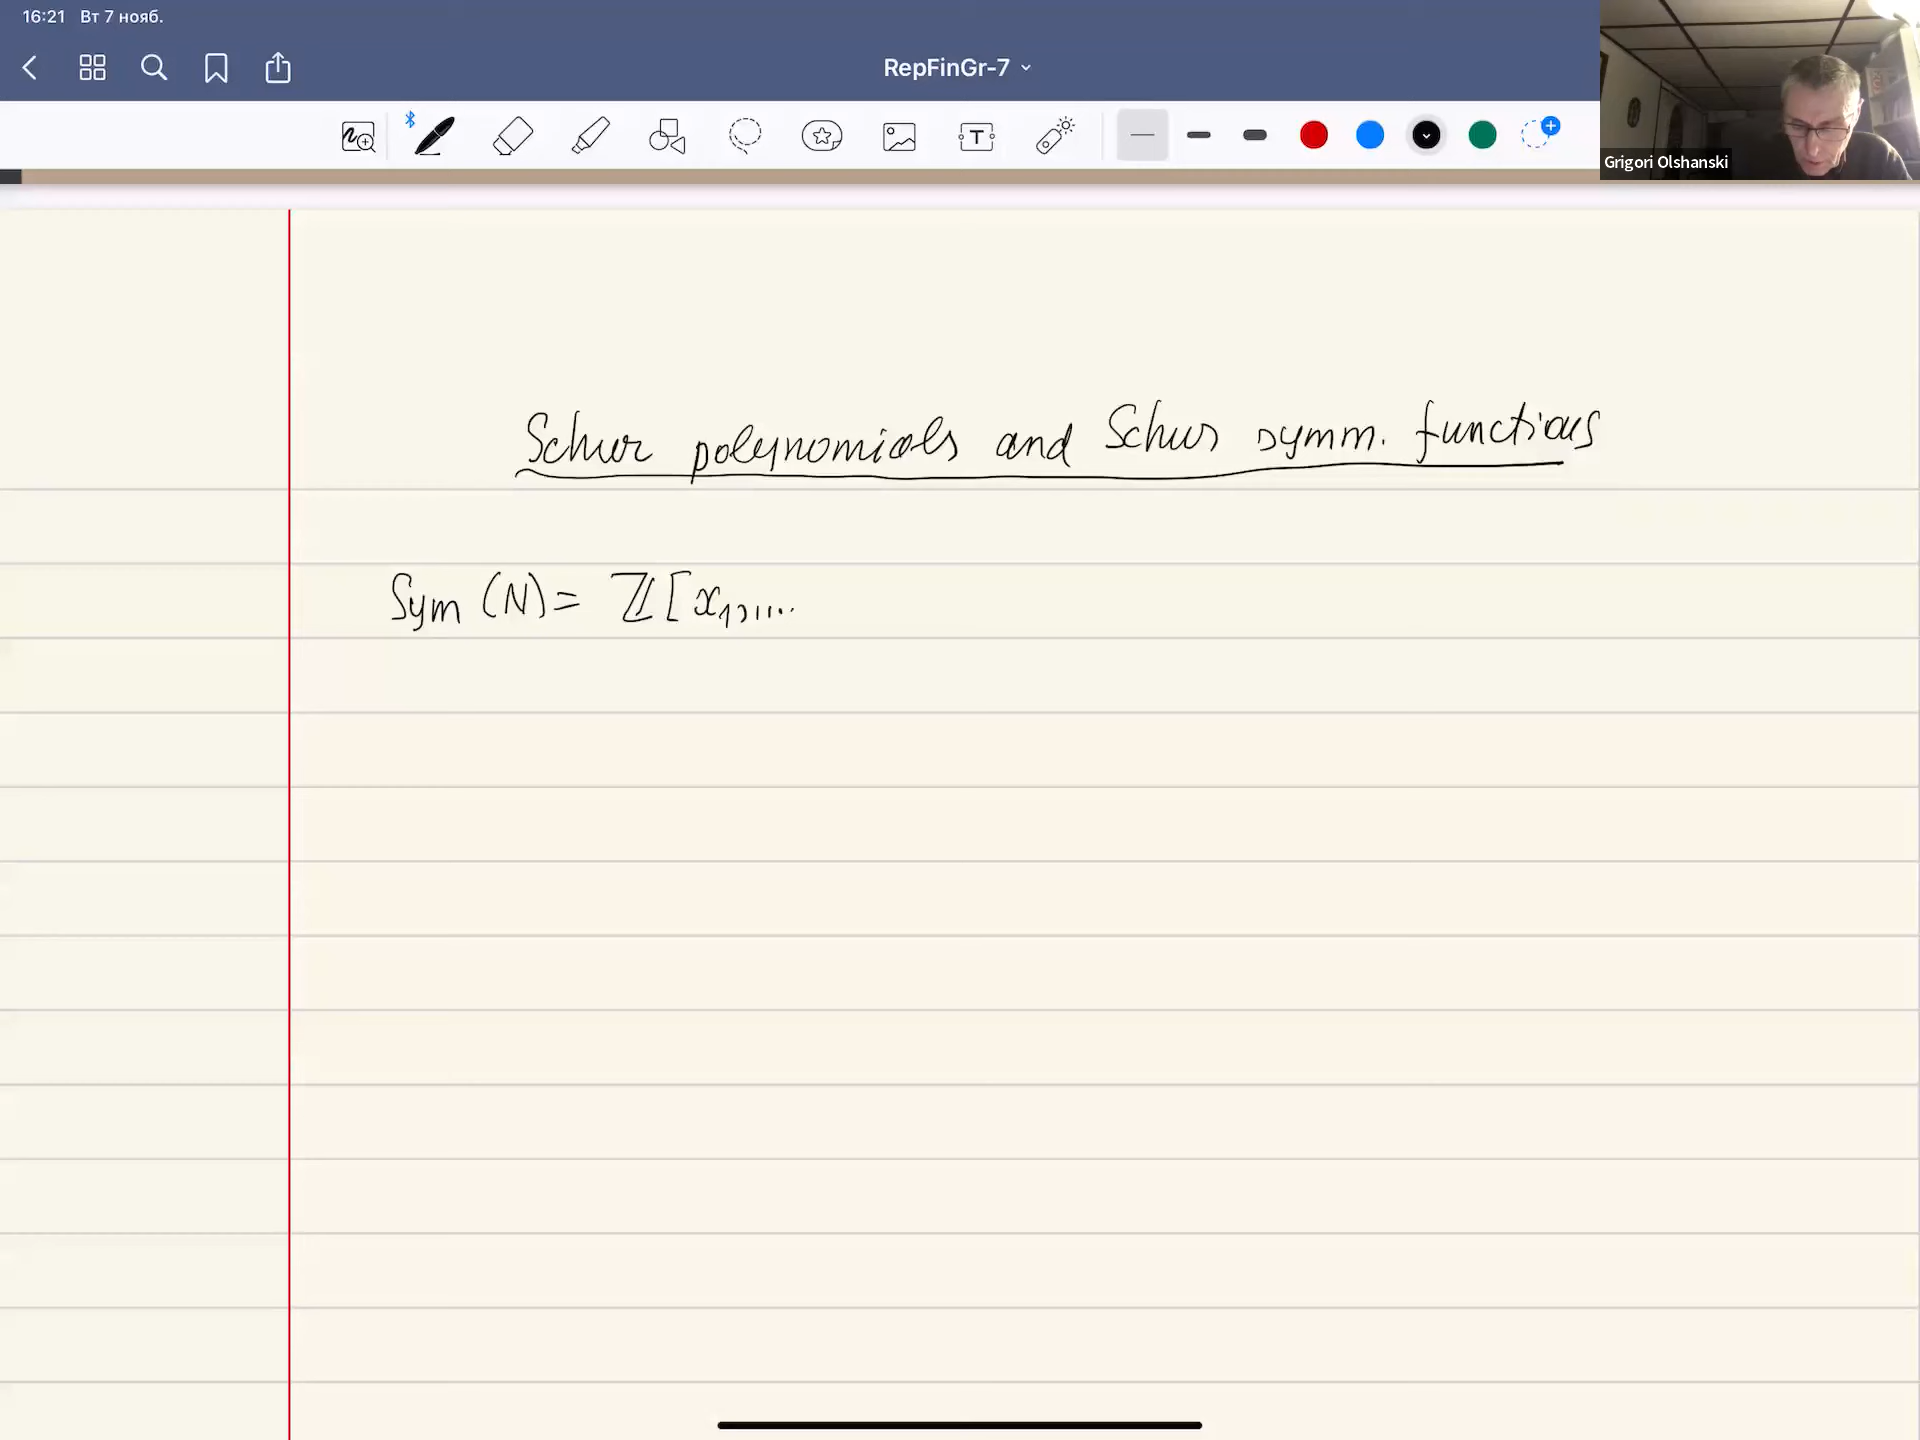 16:21 Вт 7 нояб.
RepFinGr-7
T
Grigori Olshanski
Schur polynomials and Schur symm. functions
Sym (N) = ℤ[x₁,....